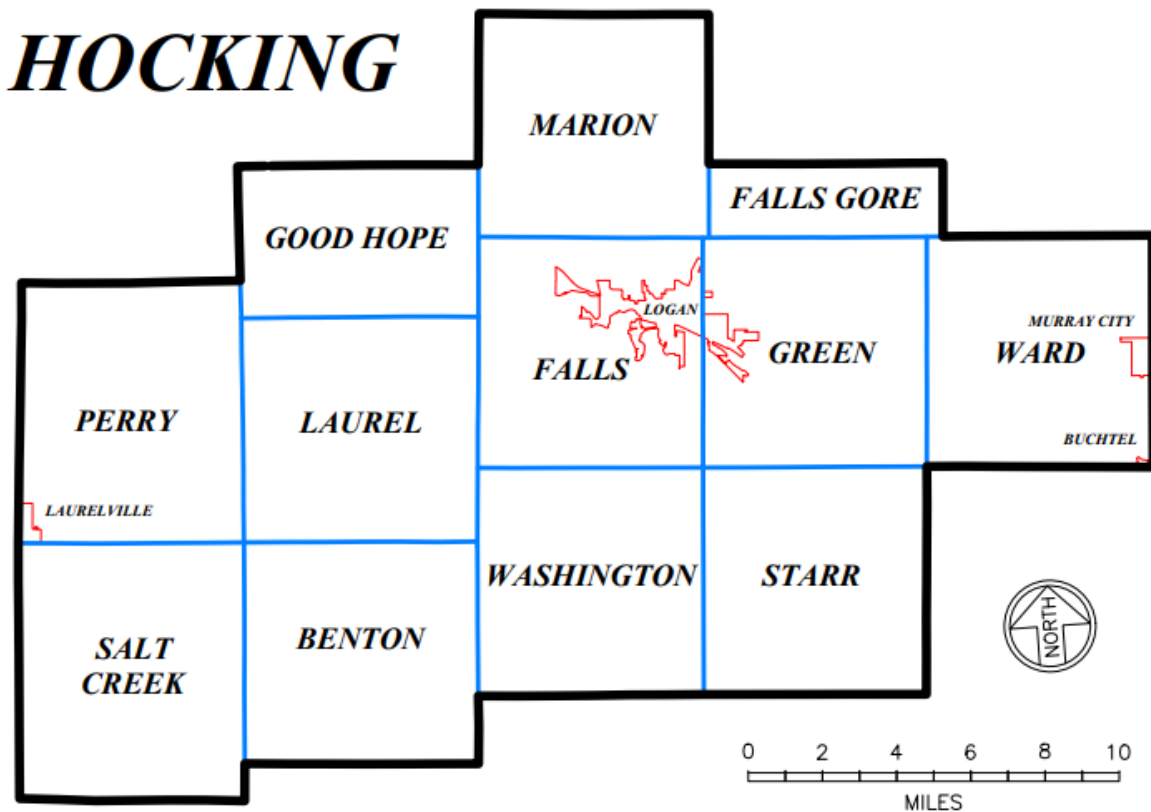 HOCKING
MARION
FALLS GORE
GOOD HOPE
LOGAN
MURRAY CITY
FALLS
GREEN
WARD
PERRY
LAUREL
BUCHTEL
LAURELVILLE
WASHINGTON
STARR
SALT
CREEK
BENTON
NORTH
0 2 4 6 8 10
MILES